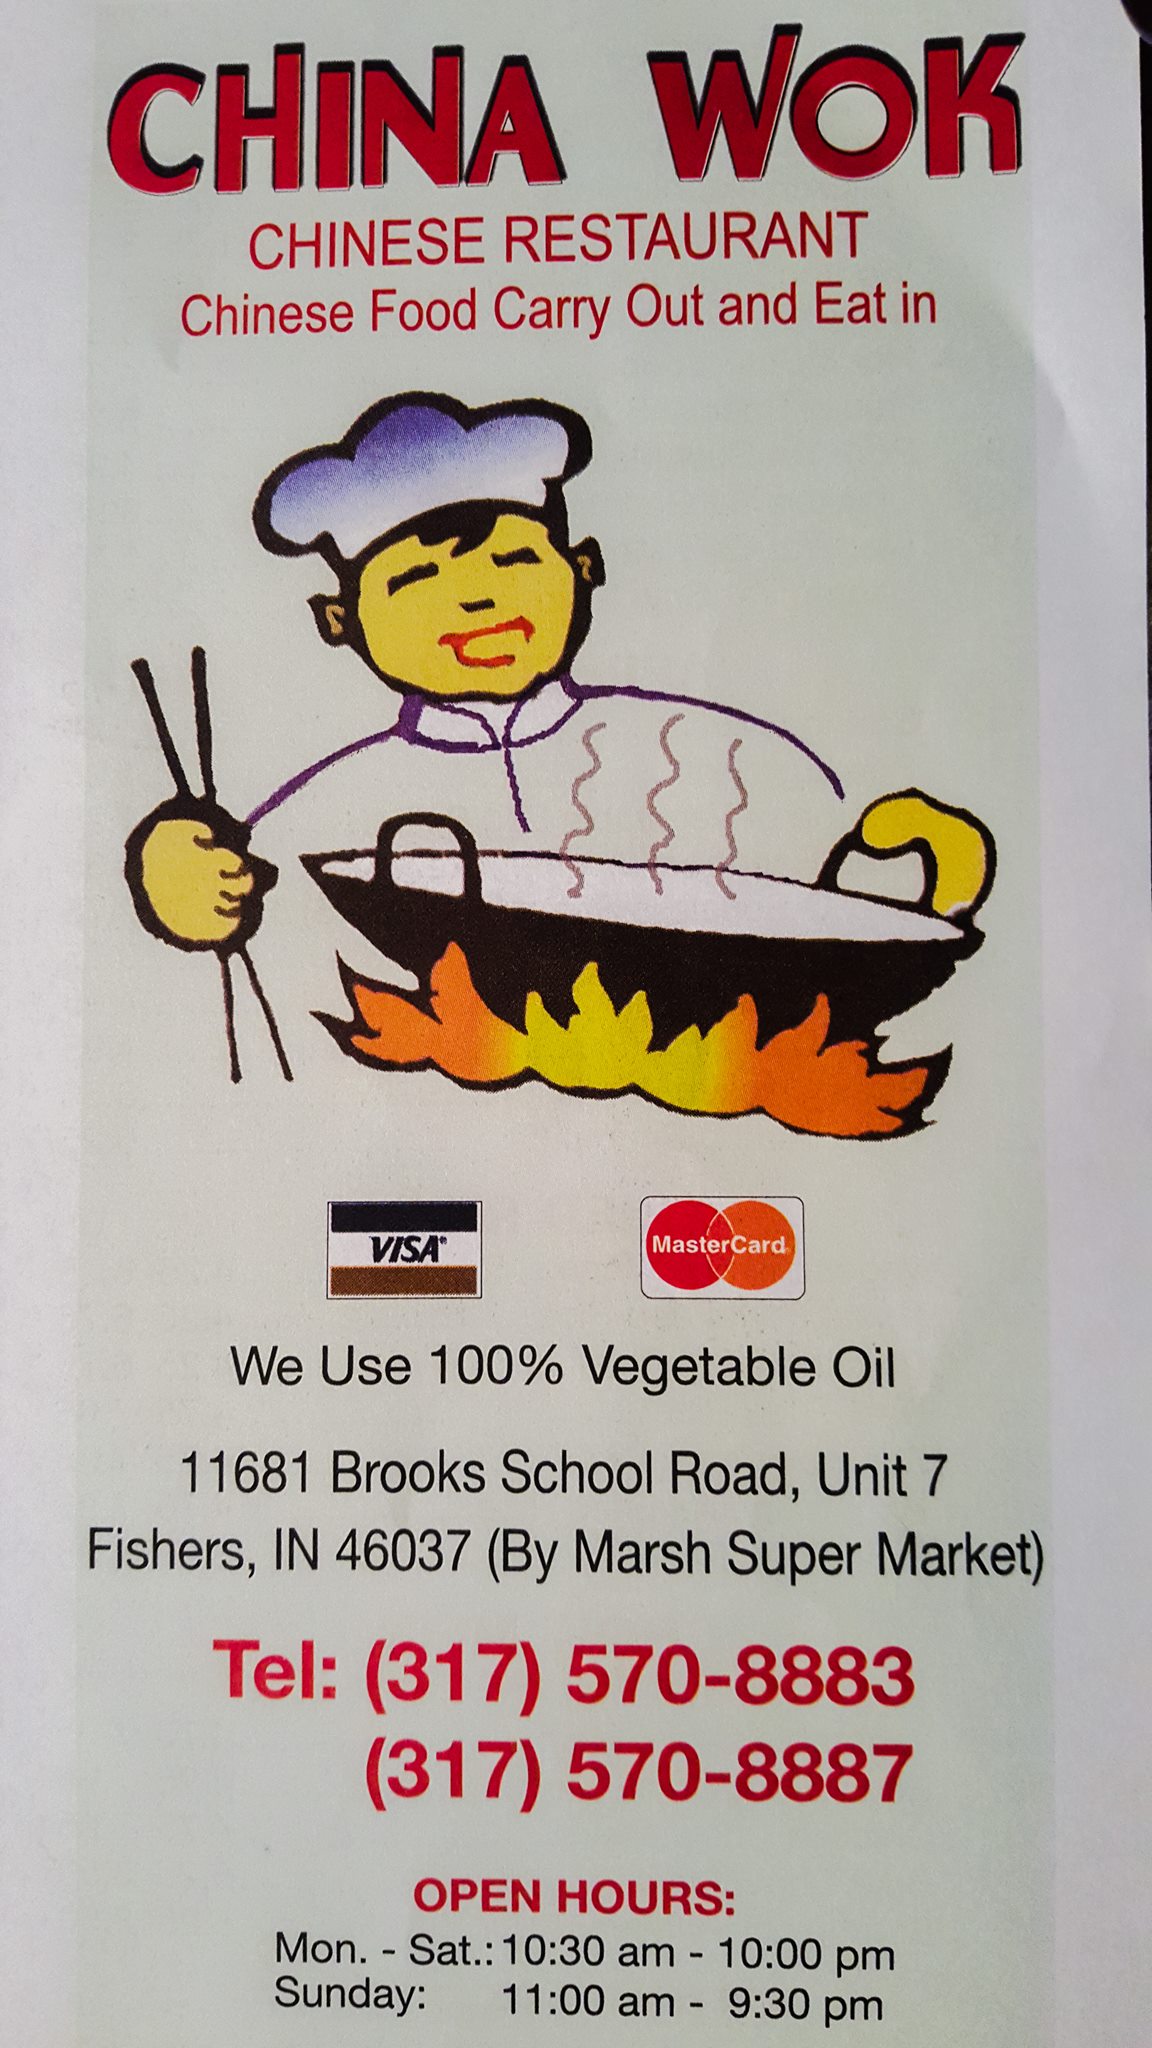 CHINA WOK
CHINESE RESTAURANT
Chinese Food Carry Out and Eat in
VISA
MasterCard
We Use 100% Vegetable Oil
11681 Brooks School Road, Unit 7
Fishers, IN 46037 (By Marsh Super Market)
Tel: (317) 570-8883
(317) 570-8887
OPEN HOURS:
Mon. - Sat.: 10:30 am - 10:00 pm
Sunday: 11:00 am - 9:30 pm